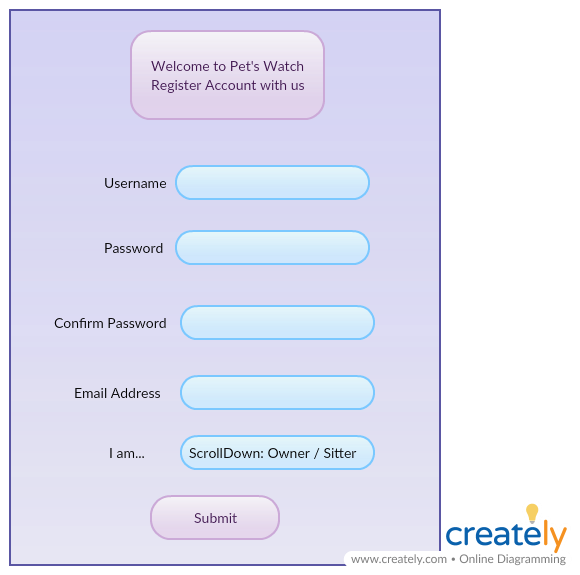 Welcome to Pet's Watch
Register Account with us
Username
Password
Confirm Password
Email Address
I am...
ScrollDown: Owner / Sitter
Submit
creately
www.creately.com • Online Diagramming